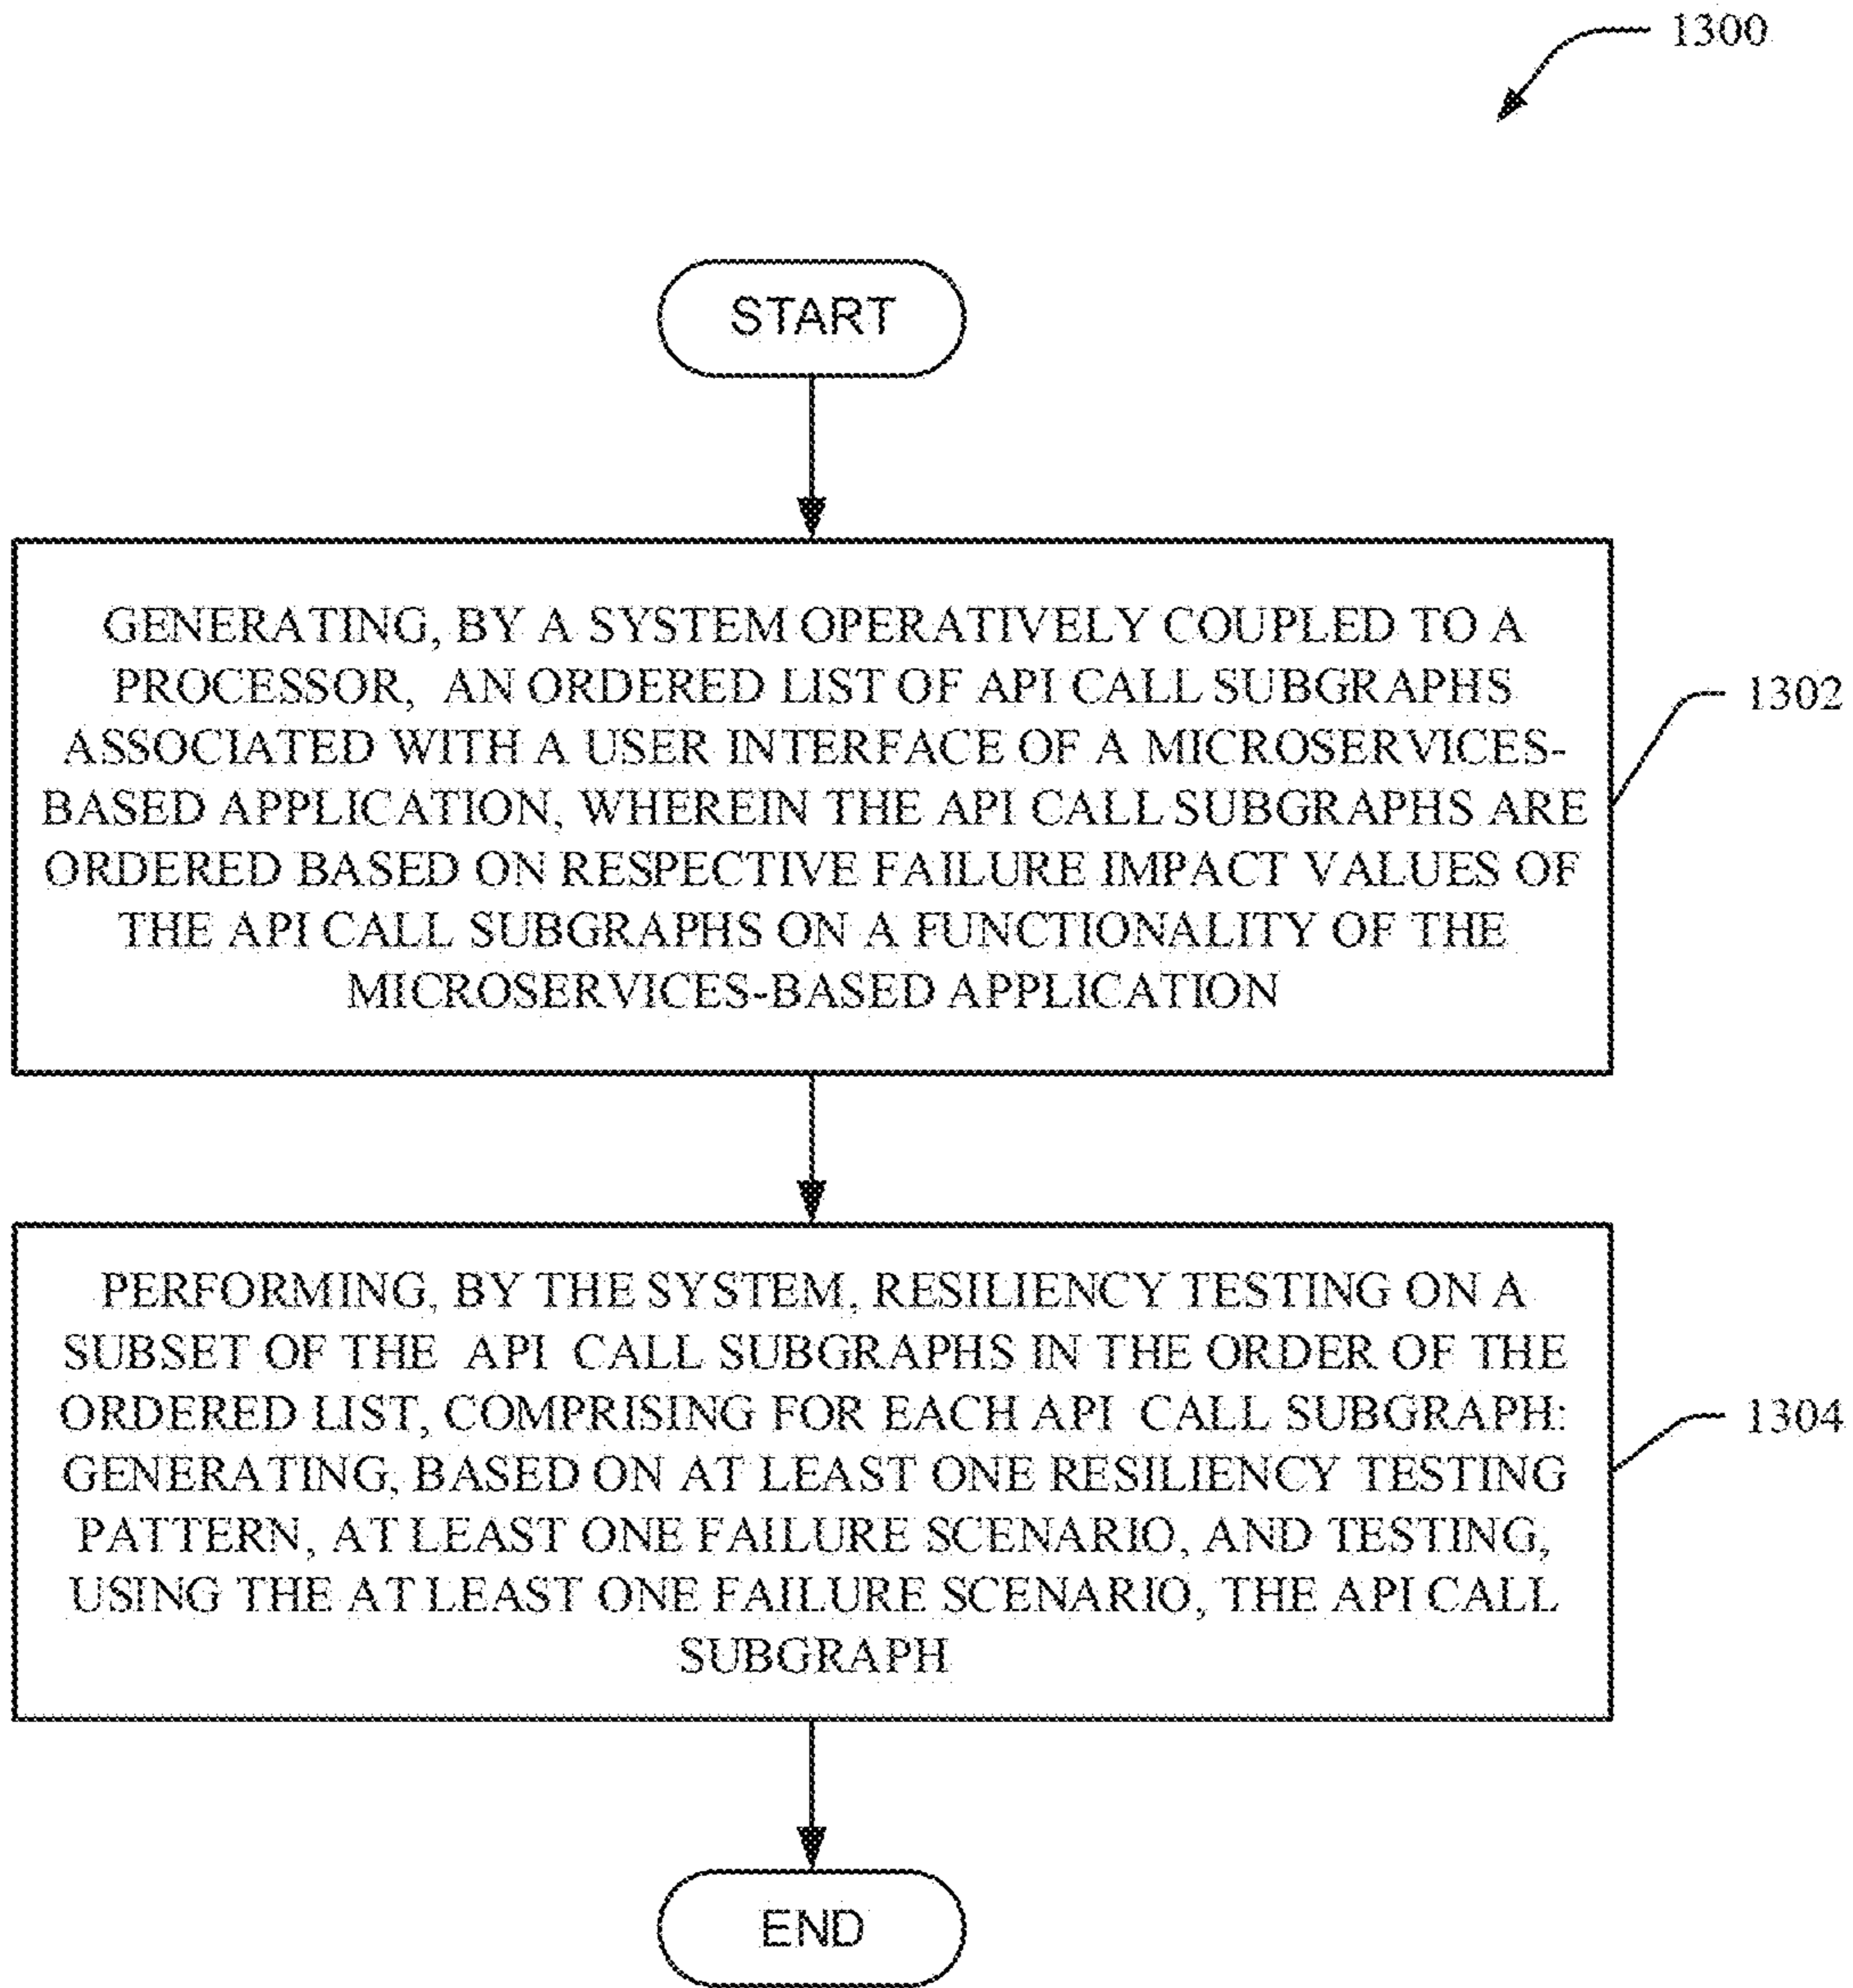 1300
START
GENERATING, BY A SYSTEM OPERATIVELY COUPLED TO A
PROCESSOR, AN ORDERED LIST OF API CALL SUBGRAPHS
ASSOCIATED WITH A USER INTERFACE OF A MICROSERVICES-
BASED APPLICATION, WHEREIN THE API CALL SUBGRAPHS ARE
ORDERED BASED ON RESPECTIVE FAILURE IMPACT VALUES OF
THE API CALL SUBGRAPHS ON A FUNCTIONALITY OF THE
MICROSERVICES-BASED APPLICATION
1302
PERFORMING, BY THE SYSTEM, RESILIENCY TESTING ON A
SUBSET OF THE API CALL SUBGRAPHS IN THE ORDER OF THE
ORDERED LIST, COMPRISING FOR EACH API CALL SUBGRAPH:
GENERATING, BASED ON AT LEAST ONE RESILIENCY TESTING
PATTERN, AT LEAST ONE FAILURE SCENARIO, AND TESTING,
USING THE AT LEAST ONE FAILURE SCENARIO, THE API CALL
SUBGRAPH
1304
END